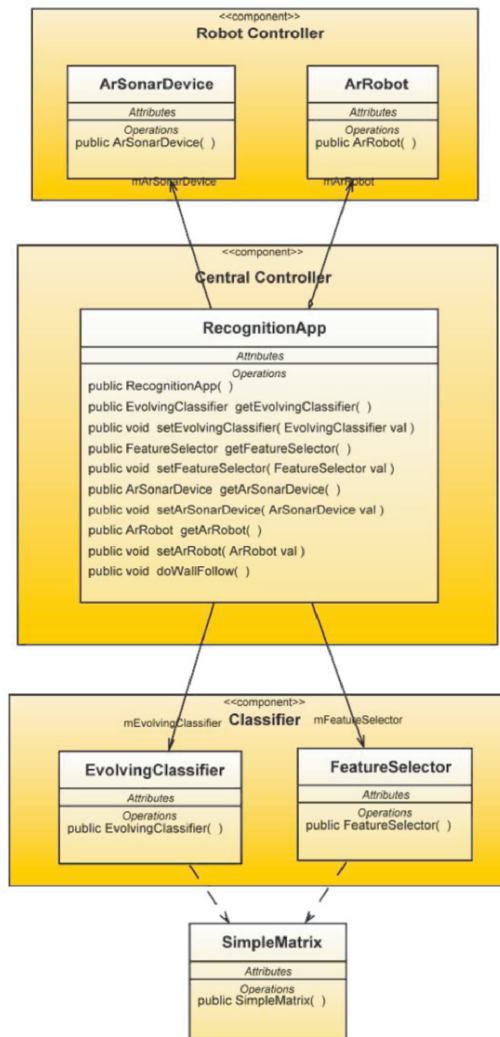 <<component>>
Robot Controller
ArSonarDevice
Attributes
Operations
public ArSonarDevice( )
mArSonarDevice
ArRobot
Attributes
Operations
public ArRobot( )
mArRobot
<<component>>
Central Controller
RecognitionApp
Attributes
Operations
public RecognitionApp( )
public EvolvingClassifier getEvolvingClassifier( )
public void setEvolvingClassifier( EvolvingClassifier val )
public FeatureSelector getFeatureSelector( )
public void setFeatureSelector( FeatureSelector val )
public ArSonarDevice getArSonarDevice( )
public void setArSonarDevice( ArSonarDevice val )
public ArRobot getArRobot( )
public void setArRobot( ArRobot val )
public void doWallFollow( )
<<component>>
mEvolvingClassifier
Classifier
mFeatureSelector
EvolvingClassifier
Attributes
Operations
public EvolvingClassifier( )
FeatureSelector
Attributes
Operations
public FeatureSelector( )
SimpleMatrix
Attributes
Operations
public SimpleMatrix( )